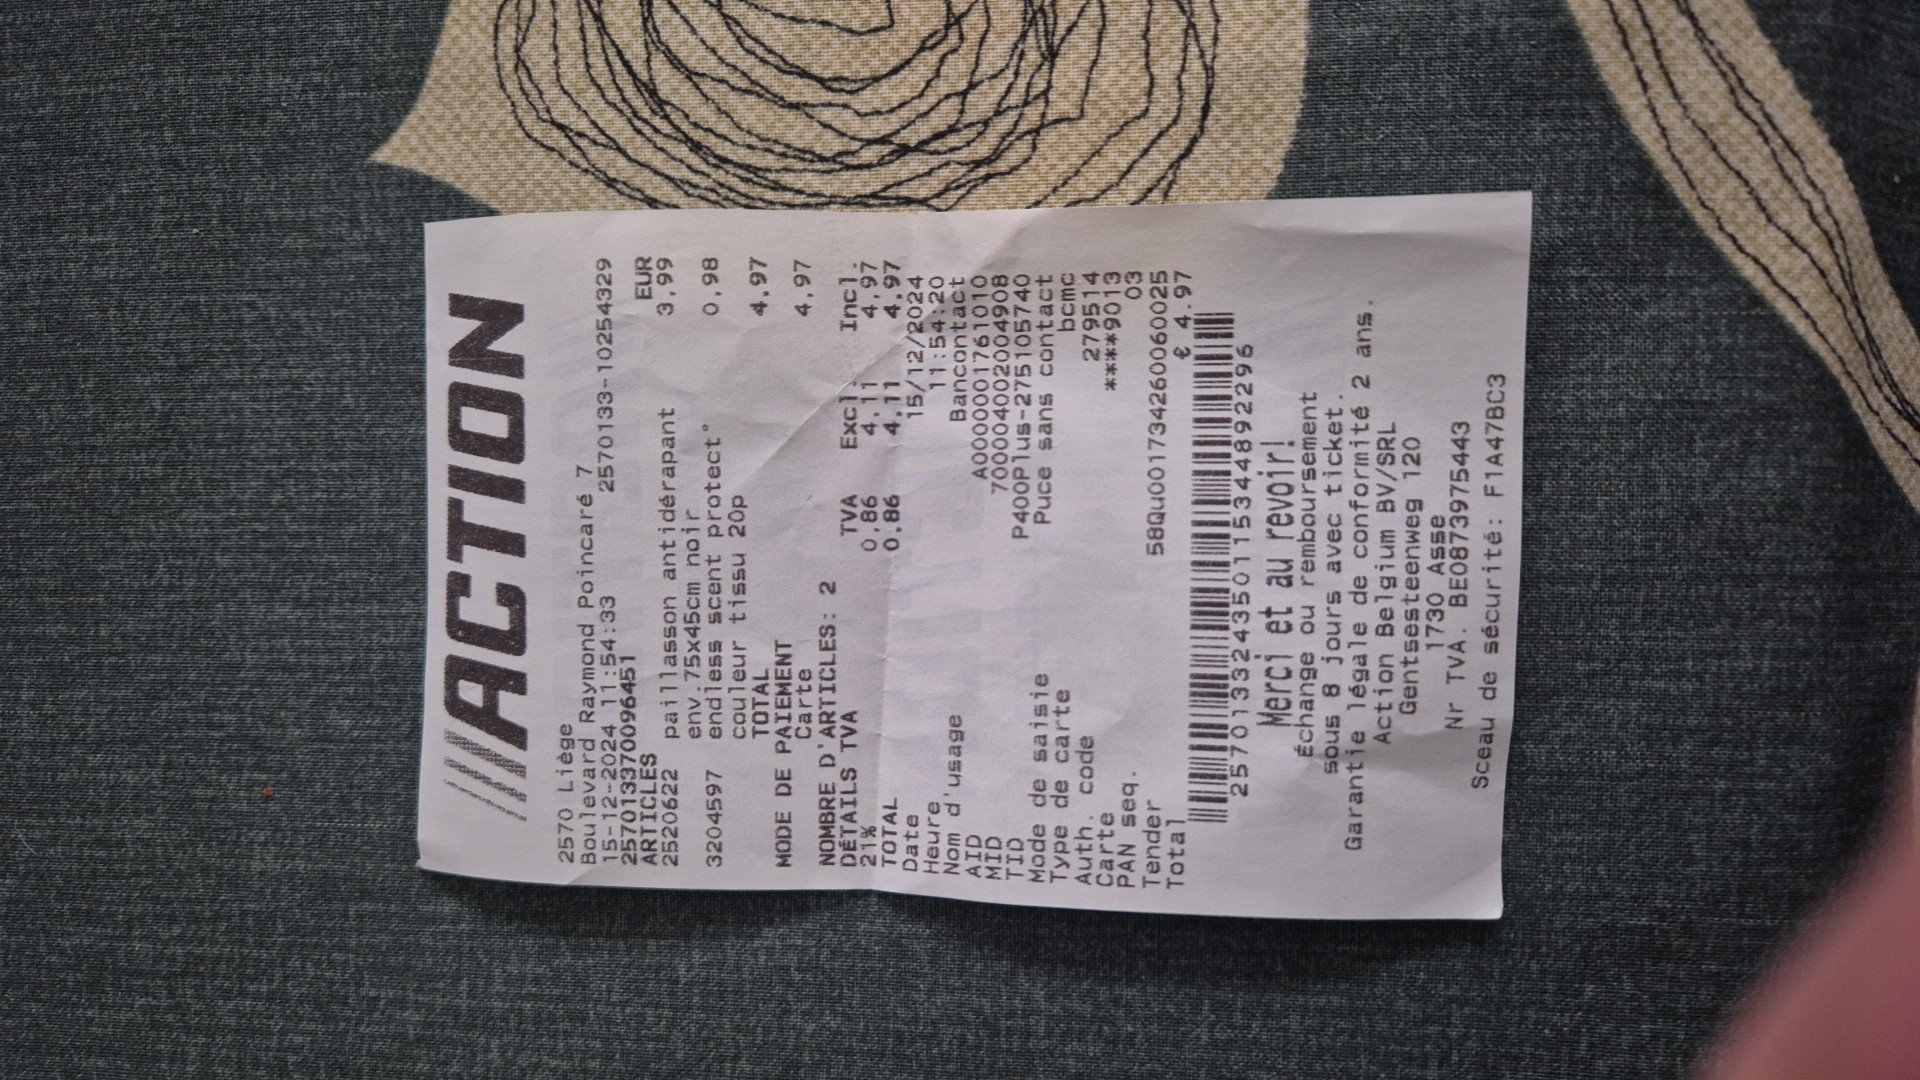 ACTION
2570 Liège
Boulevard Raymond Poincaré 7
15-12-2024 11:54:33 2570133-10254329
257013370096451
ARTICLES EUR
2520622 paillasson antidérapant 3,99
env.75x45cm noir
3204597 endless scent protect° 0,98
couleur tissu 20p
TOTAL 4,97
MODE DE PAIEMENT
Carte 4,97
NOMBRE D'ARTICLES: 2
DÉTAILS TVA TVA Excl. Incl.
21% 0,86 4,11 4,97
TOTAL 0,86 4,11 4,97
Date 15/12/2024
Heure 11:54:20
Nom d'usage Bancontact
AID A0000001761010
MID 700004002004908
TID P400Plus-275105740
Mode de saisie Puce sans contact
Type de carte bcmc
Auth. code 279514
Carte ****9013
PAN seq. 03
Tender 58Qu001734260060025
Total € 4.97
2570133243501153448922​96
Merci et au revoir!
Échange ou remboursement
sous 8 jours avec ticket.
Garantie légale de conformité 2 ans.
Action Belgium BV/SRL
Gentsesteenweg 120
1730 Asse
Nr TVA. BE0873975443
Sceau de sécurité: F1A47BC3